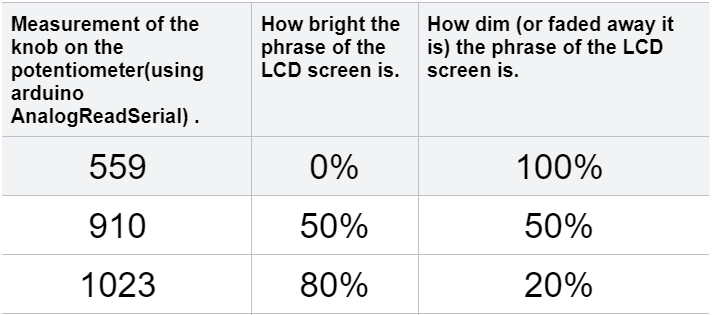 Measurement of the
knob on the
potentiometer(using
arduino
AnalogReadSerial) .
How bright the
phrase of the
LCD screen is.
How dim (or faded away it
is) the phrase of the LCD
screen is.
559 0% 100%
910 50% 50%
1023 80% 20%